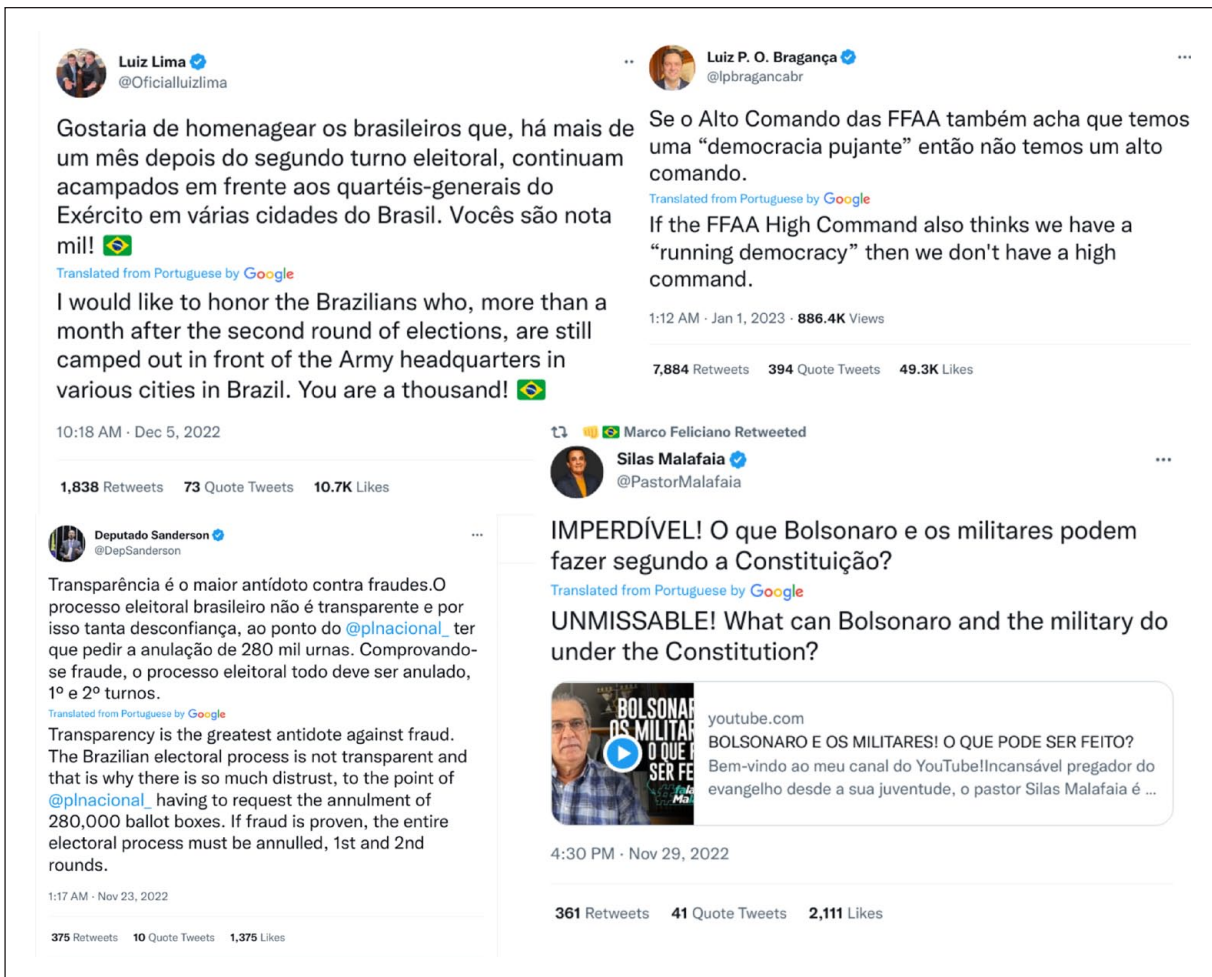 Luiz Lima
@Oficialluizlima
Gostaria de homenagear os brasileiros que, há mais de
um mês depois do segundo turno eleitoral, continuam
acampados em frente aos quartéis-generais do
Exército em várias cidades do Brasil. Vocês são nota
mil! 🇧🇷
Translated from Portuguese by Google
I would like to honor the Brazilians who, more than a
month after the second round of elections, are still
camped out in front of the Army headquarters in
various cities in Brazil. You are a thousand! 🇧🇷
10:18 AM · Dec 5, 2022
1,838 Retweets 73 Quote Tweets 10.7K Likes
Luiz P. O. Bragança
@lpbragancabr
Se o Alto Comando das FFAA também acha que temos
uma “democracia pujante” então não temos um alto
comando.
Translated from Portuguese by Google
If the FFAA High Command also thinks we have a
“running democracy” then we don't have a high
command.
1:12 AM · Jan 1, 2023 · 886.4K Views
7,884 Retweets 394 Quote Tweets 49.3K Likes
Deputado Sanderson
@DepSanderson
Transparência é o maior antídoto contra fraudes.O
processo eleitoral brasileiro não é transparente e por
isso tanta desconfiança, ao ponto do @plnacional_ ter
que pedir a anulação de 280 mil urnas. Comprovando-
se fraude, o processo eleitoral todo deve ser anulado,
1º e 2º turnos.
Translated from Portuguese by Google
Transparency is the greatest antidote against fraud.
The Brazilian electoral process is not transparent and
that is why there is so much distrust, to the point of
@plnacional_ having to request the annulment of
280,000 ballot boxes. If fraud is proven, the entire
electoral process must be annulled, 1st and 2nd
rounds.
1:17 AM · Nov 23, 2022
375 Retweets 10 Quote Tweets 1,375 Likes
👊🇧🇷 Marco Feliciano Retweeted
Silas Malafaia
@PastorMalafaia
IMPERDÍVEL! O que Bolsonaro e os militares podem
fazer segundo a Constituição?
Translated from Portuguese by Google
UNMISSABLE! What can Bolsonaro and the military do
under the Constitution?
BOLSONAR
OS MILITAR
O QUE
SER FE
youtube.com
BOLSONARO E OS MILITARES! O QUE PODE SER FEITO?
Bem-vindo ao meu canal do YouTube!Incansável pregador do
evangelho desde a sua juventude, o pastor Silas Malafaia é ...
4:30 PM · Nov 29, 2022
361 Retweets 41 Quote Tweets 2,111 Likes